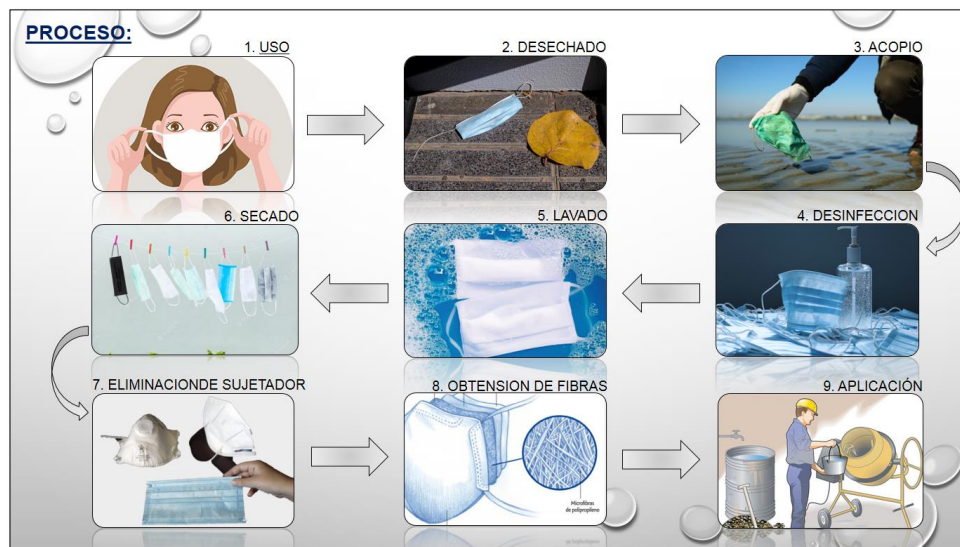 PROCESO:
1. USO
2. DESECHADO
3. ACOPIO
6. SECADO
5. LAVADO
4. DESINFECCION
7. ELIMINACIONDE SUJETADOR
8. OBTENSION DE FIBRAS
9. APLICACIÓN
Microfibras
de polipropileno